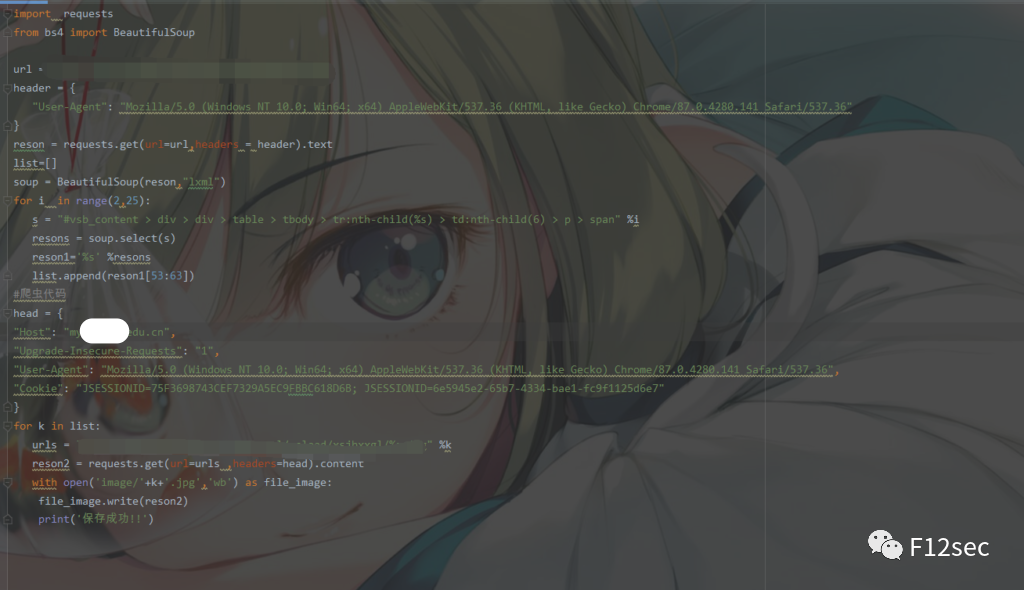 import requests
from bs4 import BeautifulSoup
url =
header = {
"User-Agent": "Mozilla/5.0 (Windows NT 10.0; Win64; x64) AppleWebKit/537.36 (KHTML, like Gecko) Chrome/87.0.4280.141 Safari/537.36"
}
reson = requests.get(url=url,headers = header).text
list=[]
soup = BeautifulSoup(reson,"lxml")
for i in range(2,25):
s = "#vsb_content > div > div > table > tbody > tr:nth-child(%s) > td:nth-child(6) > p > span" %i
resons = soup.select(s)
reson1='%s' %resons
list.append(reson1[53:63])
#爬虫代码
head = {
"Host": "my edu.cn",
"Upgrade-Insecure-Requests": "1",
"User-Agent": "Mozilla/5.0 (Windows NT 10.0; Win64; x64) AppleWebKit/537.36 (KHTML, like Gecko) Chrome/87.0.4280.141 Safari/537.36",
"Cookie": "JSESSIONID=75F3698743CEF7329A5EC9FBBC618D6B; JSESSIONID=6e5945e2-65b7-4334-bae1-fc9f1125d6e7"
}
for k in list:
urls = " %k
reson2 = requests.get(url=urls ,headers=head).content
with open('image/'+k+'.jpg','wb') as file_image:
file_image.write(reson2)
print('保存成功!!')
F12sec